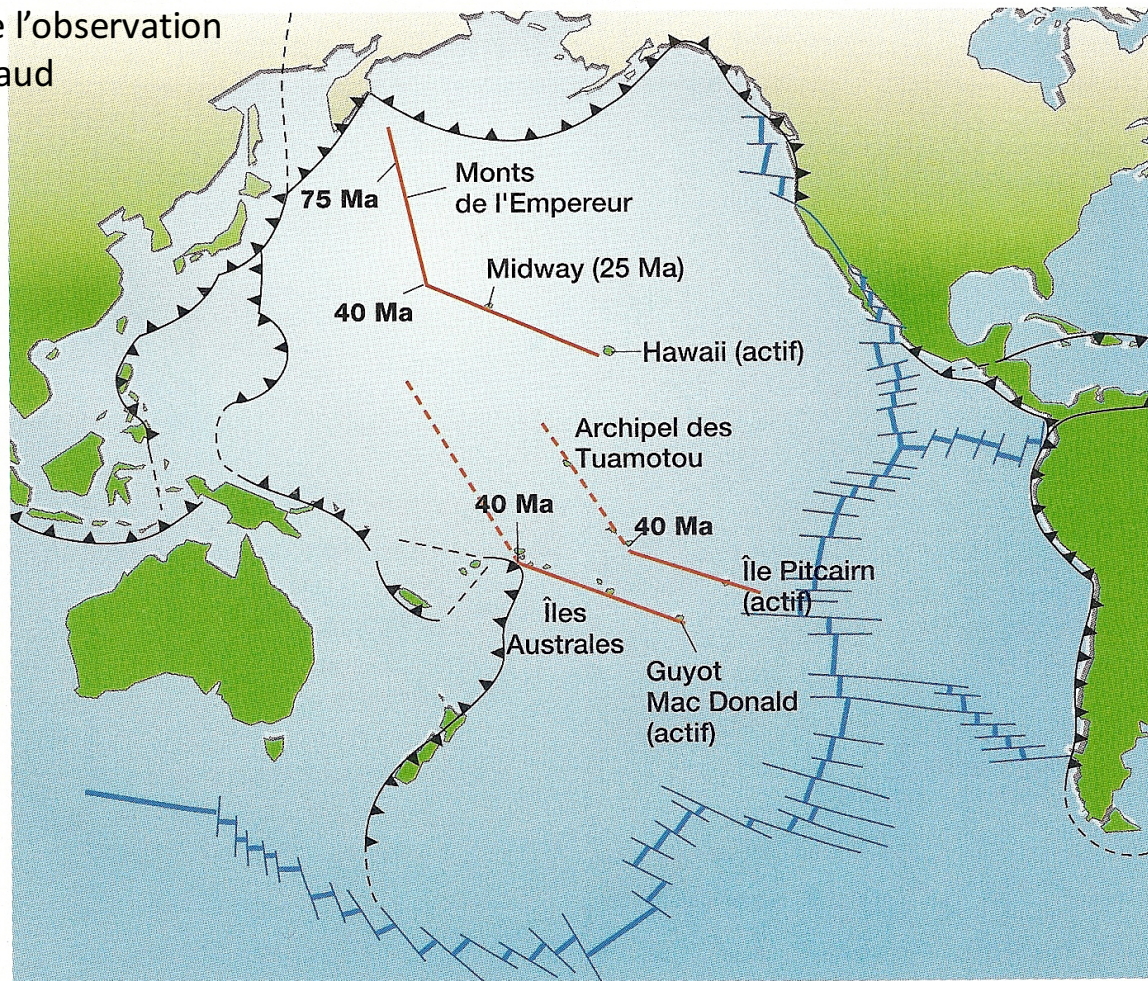 l'observation
75 Ma
Monts
de l'Empereur
Midway (25 Ma)
40 Ma
Hawaii (actif)
Archipel des
Tuamotou
40 Ma
40 Ma
Île Pitcairn
(actif)
Îles
Australes
Guyot
Mac Donald
(actif)